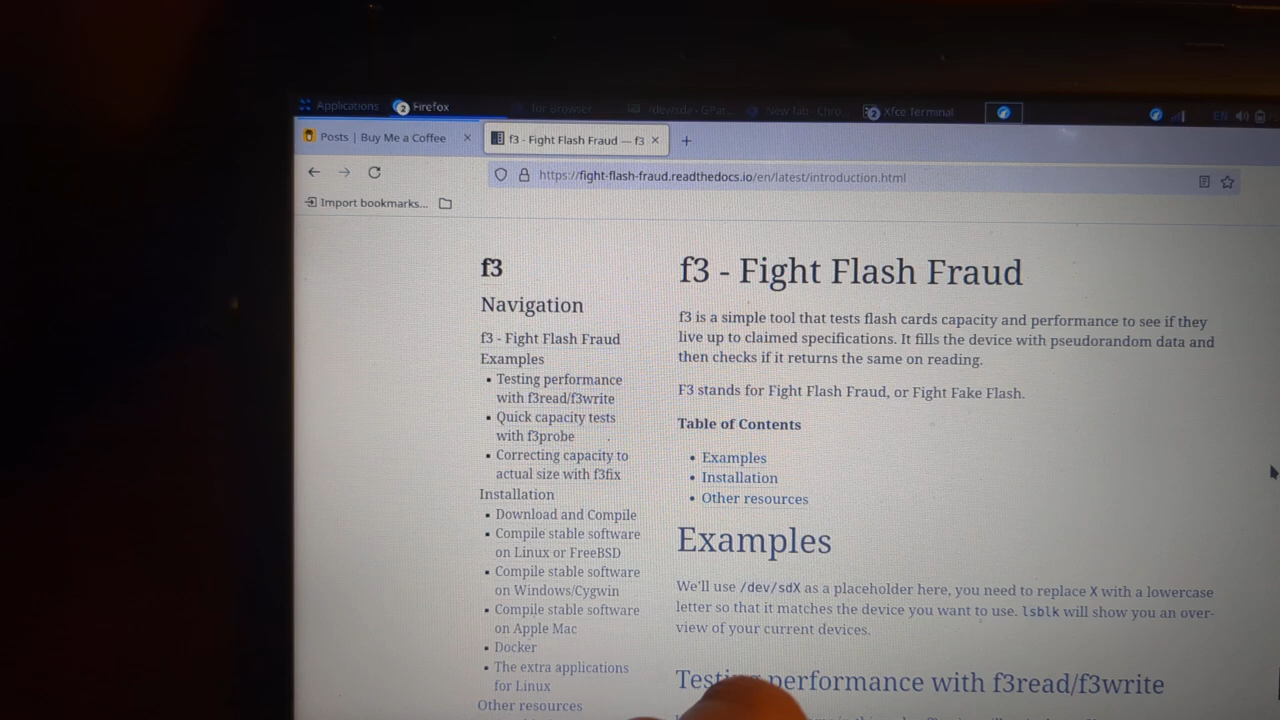 Applications
2 Firefox
Tor Browser
New Tab - Chro...
2 Xfce Terminal
EN
Posts | Buy Me a Coffee
f3 - Fight Flash Fraud — f3
https://fight-flash-fraud.readthedocs.io/en/latest/introduction.html
Import bookmarks...
f3
Navigation
f3 - Fight Flash Fraud
Examples
Testing performance
with f3read/f3write
Quick capacity tests
with f3probe
Correcting capacity to
actual size with f3fix
Installation
Download and Compile
Compile stable software
on Linux or FreeBSD
Compile stable software
on Windows/Cygwin
Compile stable software
on Apple Mac
Docker
The extra applications
for Linux
Other resources
f3 - Fight Flash Fraud
f3 is a simple tool that tests flash cards capacity and performance to see if they
live up to claimed specifications. It fills the device with pseudorandom data and
then checks if it returns the same on reading.
F3 stands for Fight Flash Fraud, or Fight Fake Flash.
Table of Contents
• Examples
• Installation
• Other resources
Examples
We'll use /dev/sdX as a placeholder here, you need to replace X with a lowercase
letter so that it matches the device you want to use. lsblk will show you an over-
view of your current devices.
Testing performance with f3read/f3write